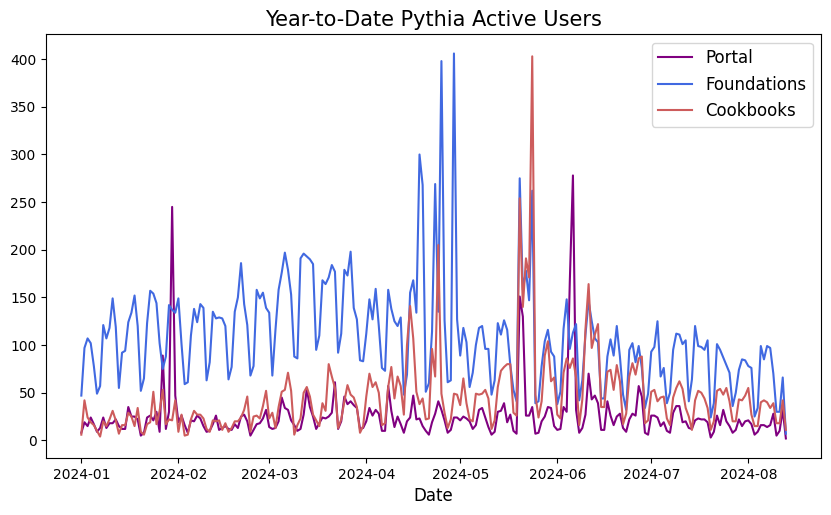 Year-to-Date Pythia Active Users
Portal
Foundations
Cookbooks
400
350
300
250
200
150
100
50
0
2024-01 2024-02 2024-03 2024-04 2024-05 2024-06 2024-07 2024-08
Date